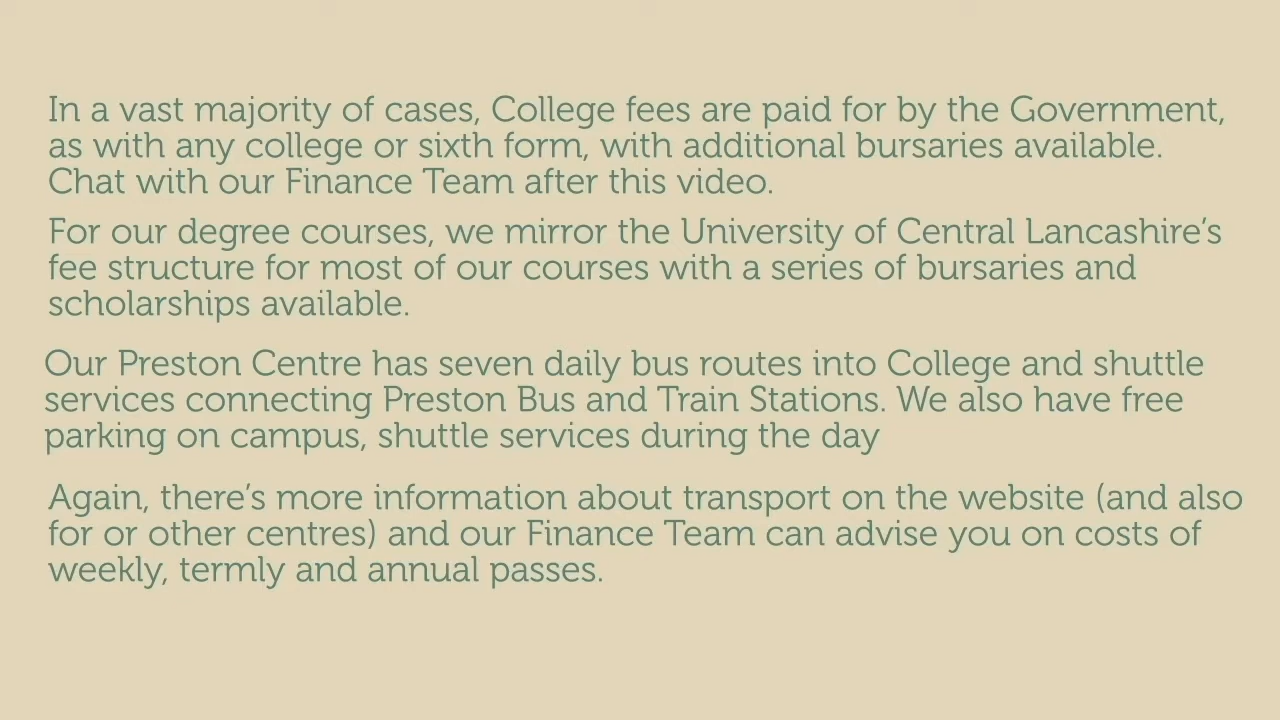 In a vast majority of cases, College fees are paid for by the Government,
as with any college or sixth form, with additional bursaries available.
Chat with our Finance Team after this video.
For our degree courses, we mirror the University of Central Lancashire’s
fee structure for most of our courses with a series of bursaries and
scholarships available.
Our Preston Centre has seven daily bus routes into College and shuttle
services connecting Preston Bus and Train Stations. We also have free
parking on campus, shuttle services during the day
Again, there’s more information about transport on the website (and also
for or other centres) and our Finance Team can advise you on costs of
weekly, termly and annual passes.